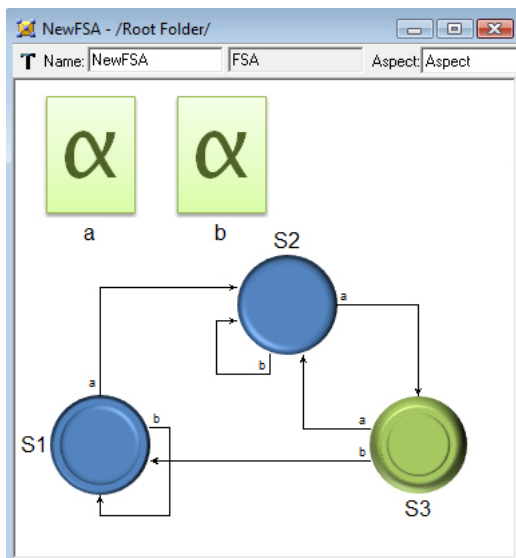 NewFSA - /Root Folder/
T Name: NewFSA FSA Aspect: Aspect
α α
a b
S2
a
b
a
b
a
S1
b
S3